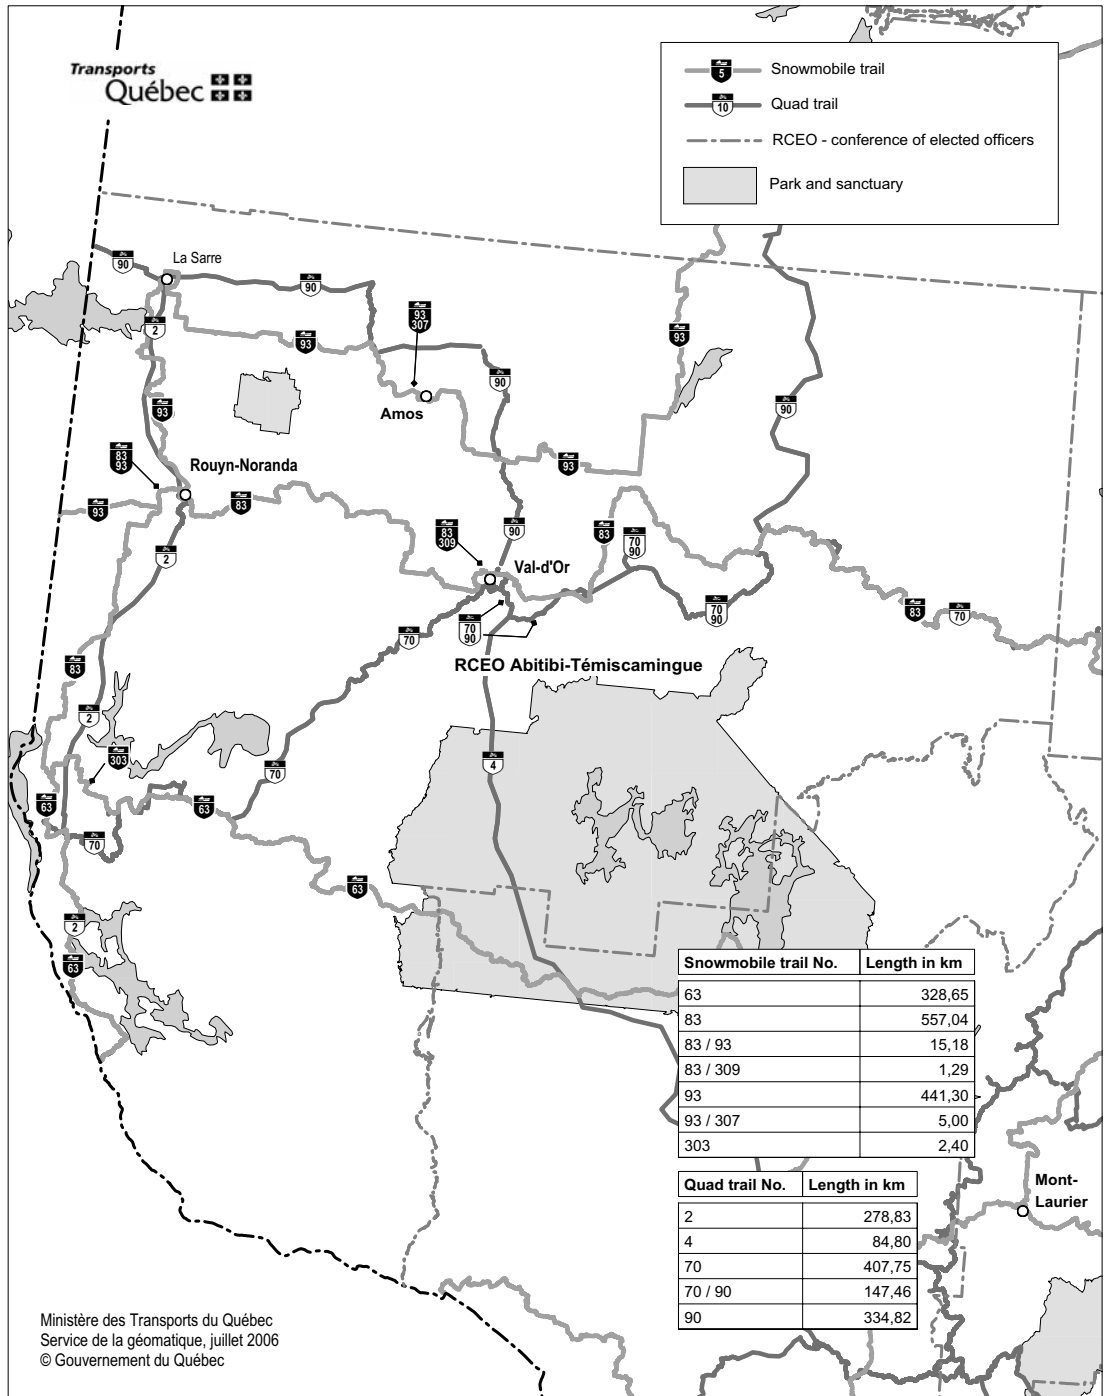 Transports
Québec
5
Snowmobile trail
10
Quad trail
RCEO - conference of elected officers
Park and sanctuary
La Sarre
90
90
2
93
307
93
93
90
Amos
93
90
83
93
Rouyn-Noranda
93
93
83
2
83
309
90
83
70
90
Val-d'Or
70
90
70
70
90
83
70
RCEO Abitibi-Témiscamingue
83
2
303
4
70
63
63
70
63
2
63
Snowmobile trail No. Length in km
63 328,65
83 557,04
83 / 93 15,18
83 / 309 1,29
93 441,30
93 / 307 5,00
303 2,40
Quad trail No. Length in km
2 278,83
4 84,80
70 407,75
70 / 90 147,46
90 334,82
Mont-
Laurier
Ministère des Transports du Québec
Service de la géomatique, juillet 2006
© Gouvernement du Québec